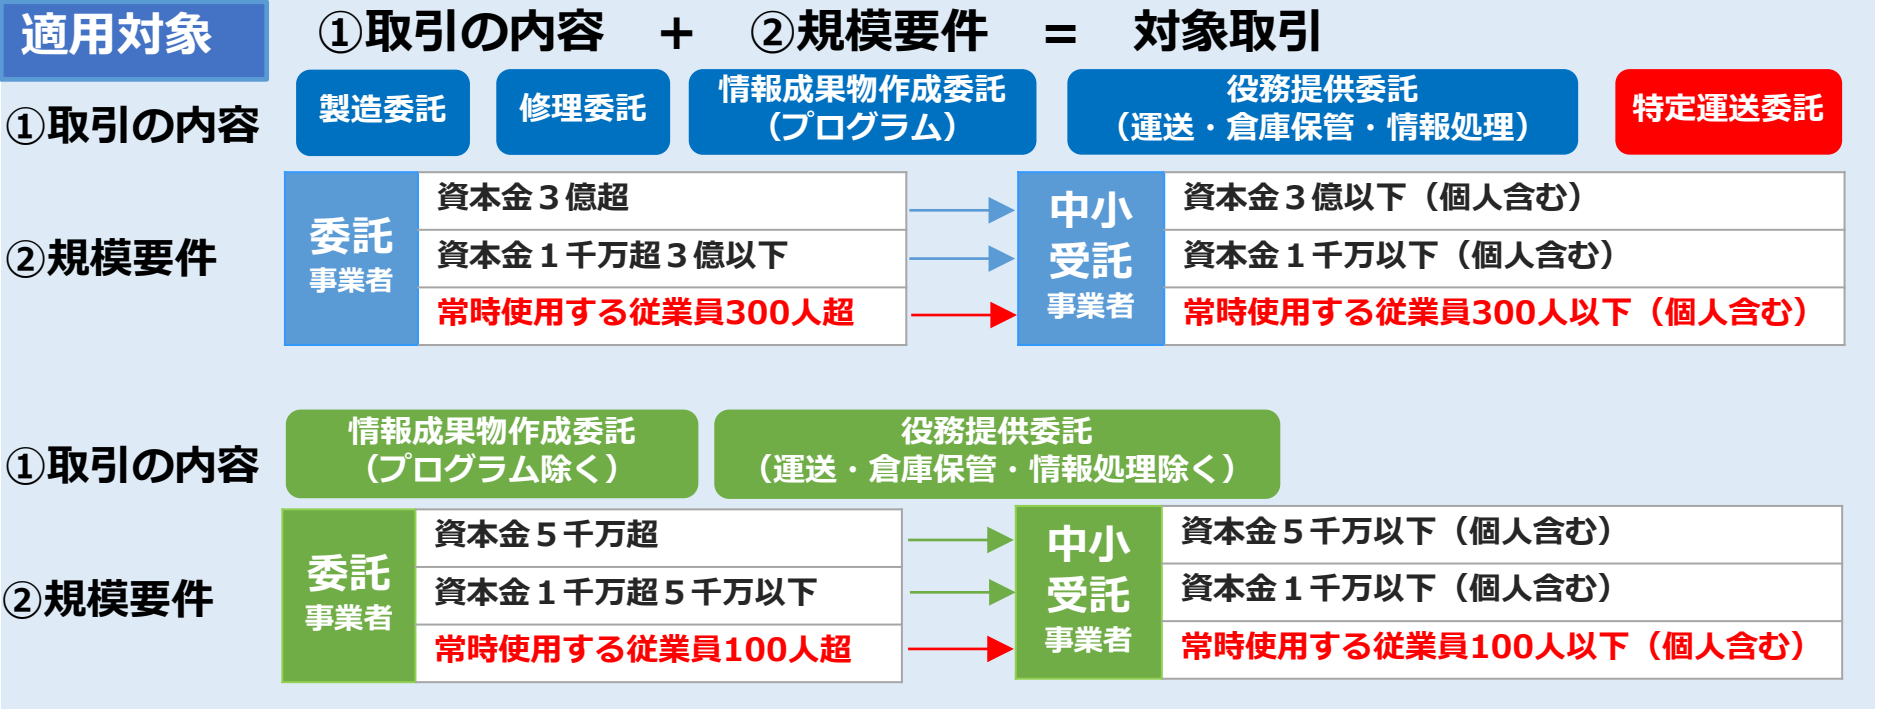 適用対象
①取引の内容　＋　②規模要件　＝　対象取引
①取引の内容
製造委託
修理委託
情報成果物作成委託
（プログラム）
役務提供委託
（運送・倉庫保管・情報処理）
特定運送委託
②規模要件
委託
事業者
資本金３億超
資本金１千万超３億以下
常時使用する従業員300人超
中小
受託
事業者
資本金３億以下（個人含む）
資本金１千万以下（個人含む）
常時使用する従業員300人以下（個人含む）
①取引の内容
情報成果物作成委託
（プログラム除く）
役務提供委託
（運送・倉庫保管・情報処理除く）
②規模要件
委託
事業者
資本金５千万超
資本金１千万超５千万以下
常時使用する従業員100人超
中小
受託
事業者
資本金５千万以下（個人含む）
資本金１千万以下（個人含む）
常時使用する従業員100人以下（個人含む）